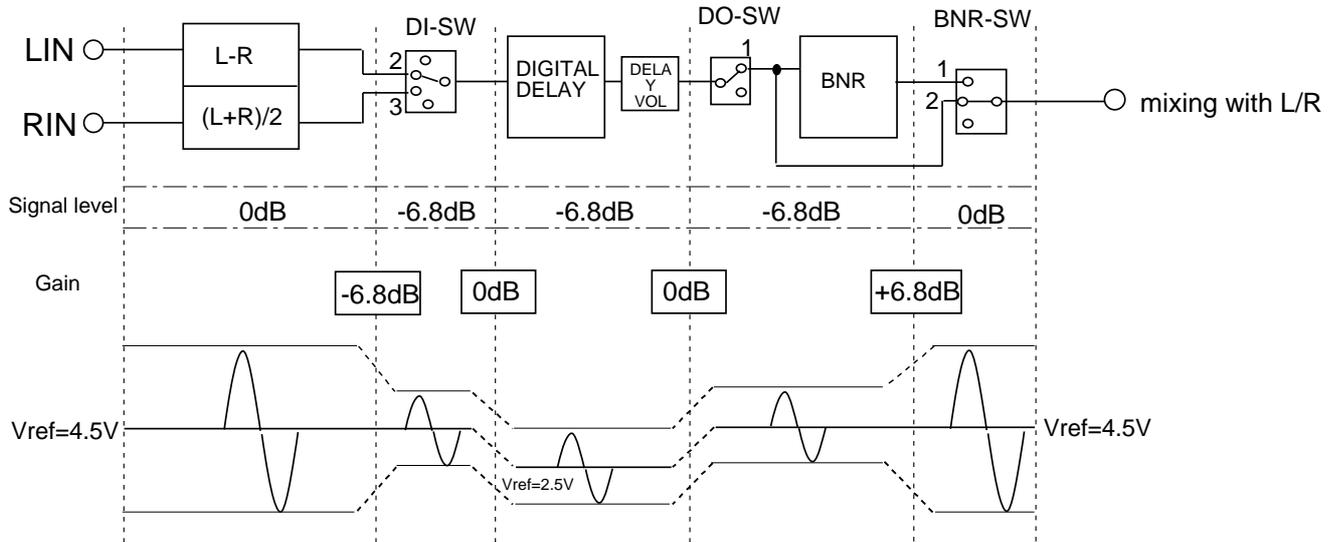 DI-SW
DO-SW
BNR-SW
LIN
L-R
2
DIGITAL
DELAY
DELA
Y
VOL
1
BNR
1
2
mixing with L/R
RIN
(L+R)/2
3
Signal level
0dB
-6.8dB
-6.8dB
-6.8dB
0dB
Gain
-6.8dB
0dB
0dB
+6.8dB
Vref=4.5V
Vref=2.5V
Vref=4.5V